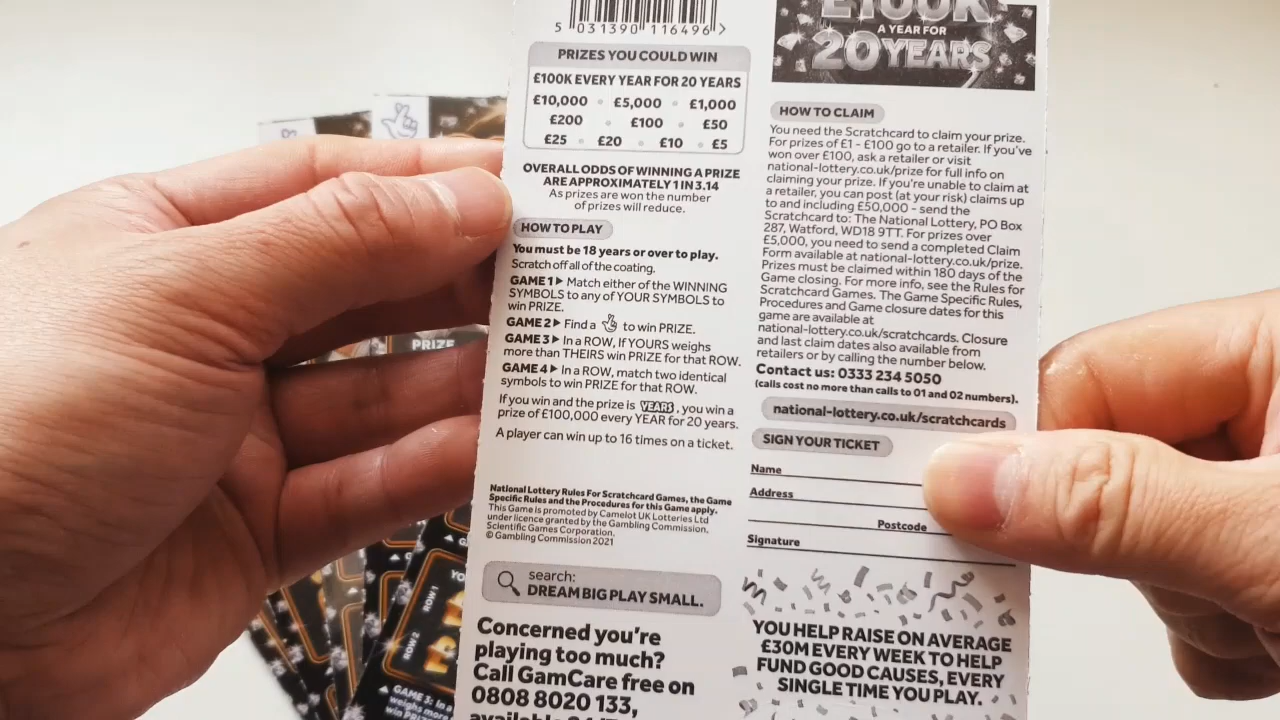 5 031390 116496 >
PRIZES YOU COULD WIN
£100K EVERY YEAR FOR 20 YEARS
£10,000 • £5,000 • £1,000
£200 • £100 • £50
£25 • £20 • £10 • £5
OVERALL ODDS OF WINNING A PRIZE
ARE APPROXIMATELY 1 IN 3.14
As prizes are won the number
of prizes will reduce.
HOW TO PLAY
You must be 18 years or over to play.
Scratch off all of the coating.
GAME 1 ▶ Match either of the WINNING
SYMBOLS to any of YOUR SYMBOLS to
win PRIZE.
GAME 2 ▶ Find a to win PRIZE.
GAME 3 ▶ In a ROW, If YOURS weighs
more than THEIRS win PRIZE for that ROW.
GAME 4 ▶ In a ROW, match two identical
symbols to win PRIZE for that ROW.
If you win and the prize is YEARS, you win a
prize of £100,000 every YEAR for 20 years.
A player can win up to 16 times on a ticket.
National Lottery Rules For Scratchcard Games, the Game
Specific Rules and the Procedures for this Game apply.
This Game is promoted by Camelot UK Lotteries Ltd
under licence granted by the Gambling Commission.
Scientific Games Corporation.
© Gambling Commission 2021
search:
DREAM BIG PLAY SMALL.
Concerned you're
playing too much?
Call GamCare free on
0808 8020 133,
£100K
A YEAR FOR
20 YEARS
HOW TO CLAIM
You need the Scratchcard to claim your prize.
For prizes of £1 - £100 go to a retailer. If you've
won over £100, ask a retailer or visit
national-lottery.co.uk/prize for full info on
claiming your prize. If you're unable to claim at
a retailer, you can post (at your risk) claims up
to and including £50,000 - send the
Scratchcard to: The National Lottery, PO Box
287, Watford, WD18 9TT. For prizes over
£5,000, you need to send a completed Claim
Form available at national-lottery.co.uk/prize.
Prizes must be claimed within 180 days of the
Game closing. For more info, see the Rules for
Scratchcard Games. The Game Specific Rules,
Procedures and Game closure dates for this
game are available at
national-lottery.co.uk/scratchcards. Closure
and last claim dates also available from
retailers or by calling the number below.
Contact us: 0333 234 5050
(calls cost no more than calls to 01 and 02 numbers).
national-lottery.co.uk/scratchcards
SIGN YOUR TICKET
Name
Address
Postcode
Signature
YOU HELP RAISE ON AVERAGE
£30M EVERY WEEK TO HELP
FUND GOOD CAUSES, EVERY
SINGLE TIME YOU PLAY.
PRIZE
ROW 1
ROW 2
GAME 3: In a
weighs more